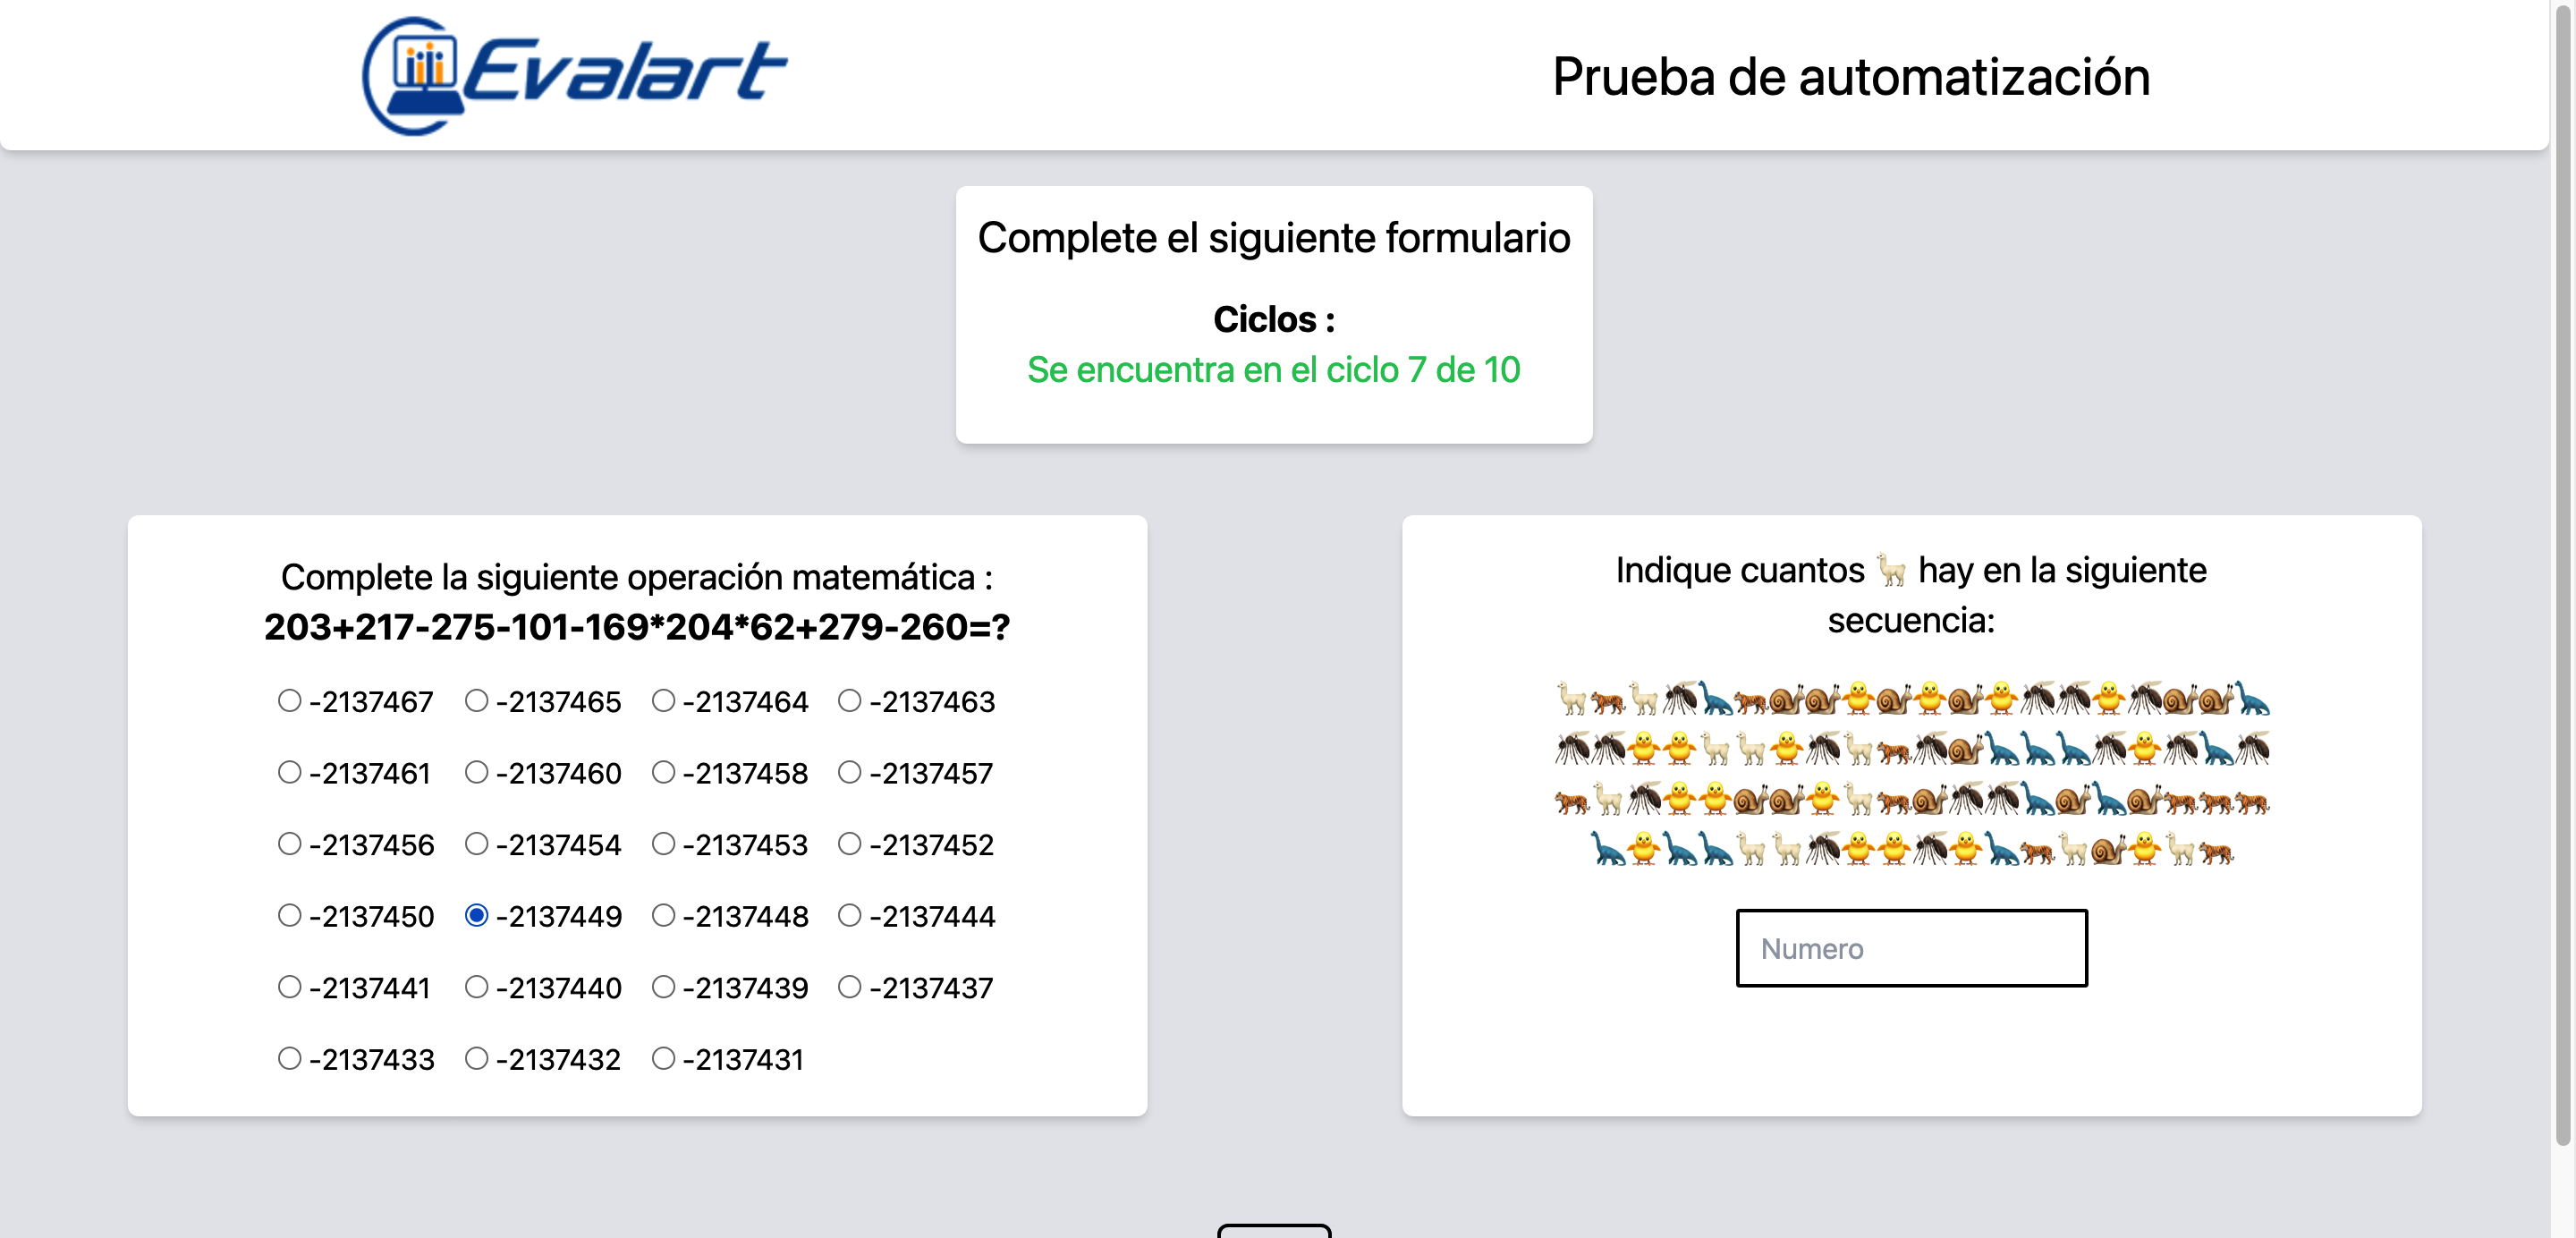 Evalart
Prueba de automatización
Complete el siguiente formulario
Ciclos :
Se encuentra en el ciclo 7 de 10
Complete la siguiente operación matemática :
203+217-275-101-169*204*62+279-260=?
-2137467 -2137465 -2137464 -2137463
-2137461 -2137460 -2137458 -2137457
-2137456 -2137454 -2137453 -2137452
-2137450 -2137449 -2137448 -2137444
-2137441 -2137440 -2137439 -2137437
-2137433 -2137432 -2137431
Indique cuantos 🦙 hay en la siguiente
secuencia:
🦙🐅🦙🦟🦕🐅🐌🐌🐥🐌🐥🐌🐥🦟🦟🐥🦟🐌🐌🦕
🦟🦟🐥🐥🦙🦙🐥🦟🦙🐅🦟🐌🦕🦕🦕🦟🐥🦟🦕🦟
🐅🦙🦟🐥🐥🐌🐌🐥🦙🐅🐌🦟🦟🦕🐌🦕🐌🐅🐅🐅
🦕🐥🦕🦕🦙🦙🦟🐥🐥🦟🐥🦕🐅🦙🐌🐥🦙🐅
Numero